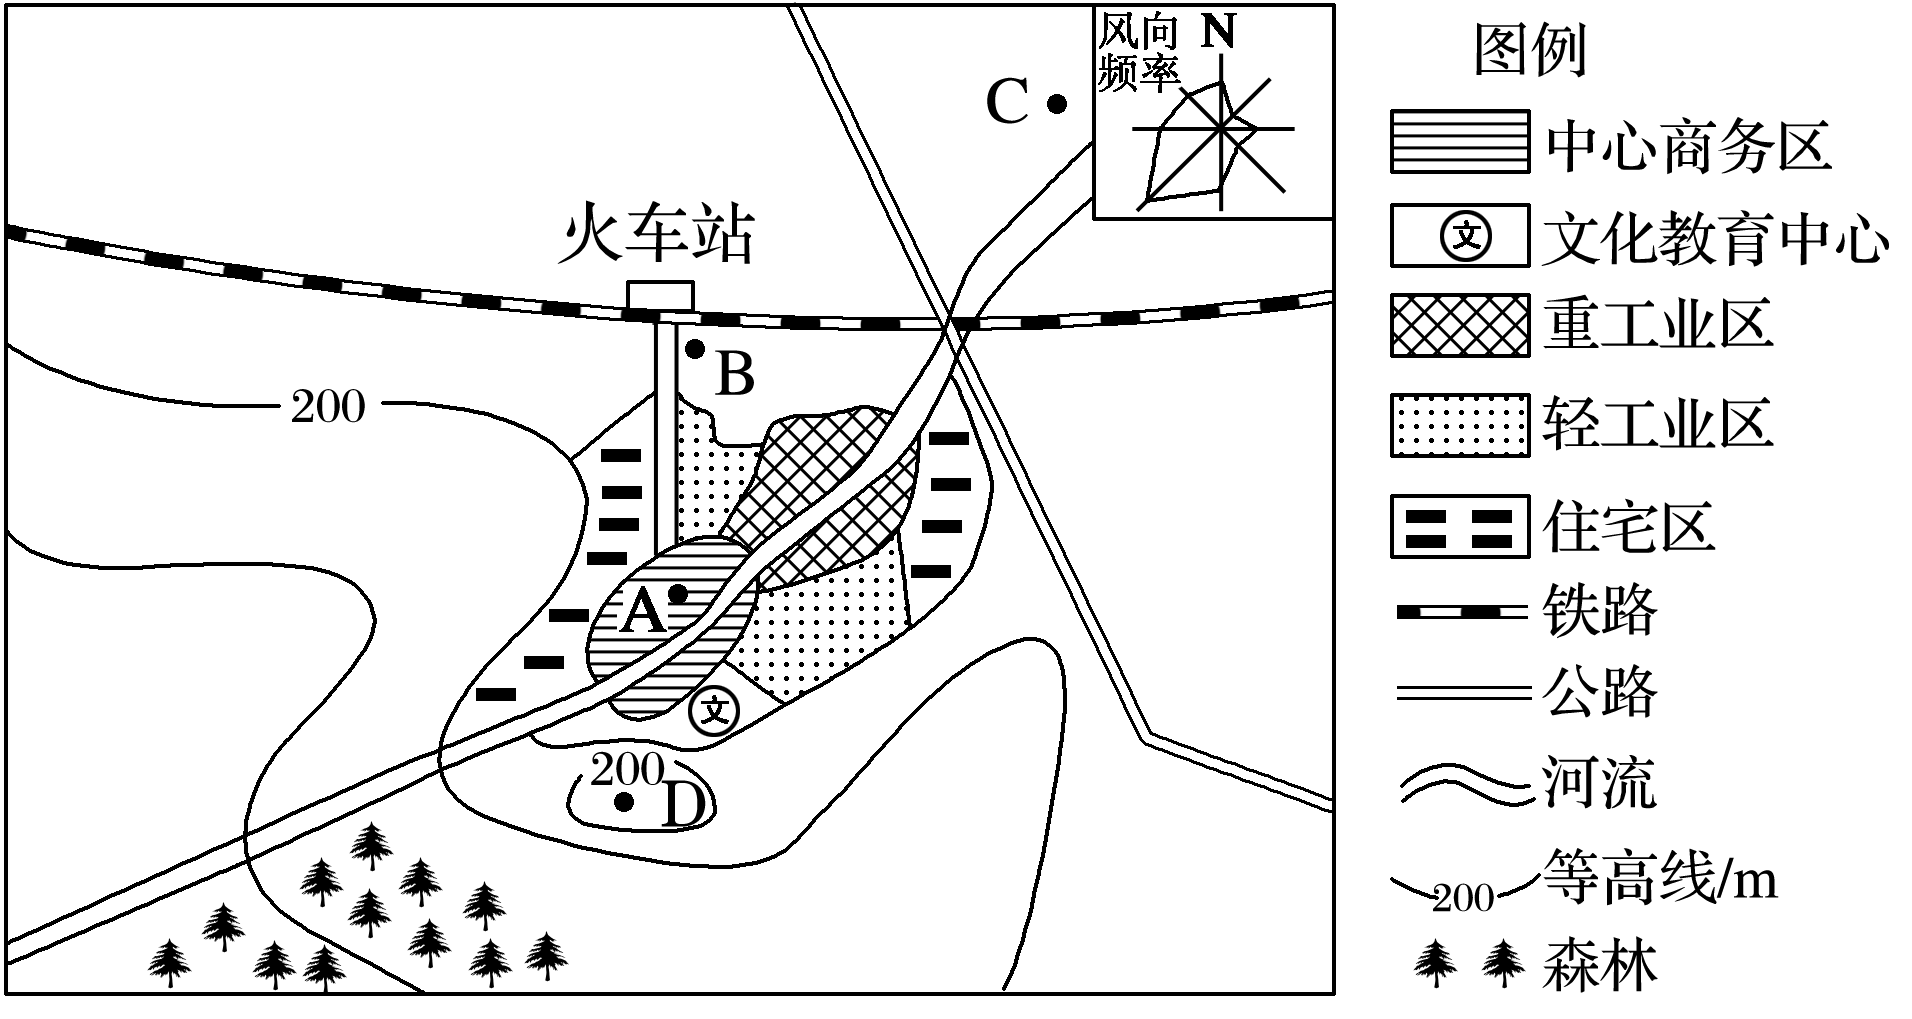 风向
频率
N
C
火车站
B
200
A
文
200
D
图例
中心商务区
文
文化教育中心
重工业区
轻工业区
住宅区
铁路
公路
河流
200
等高线/m
森林